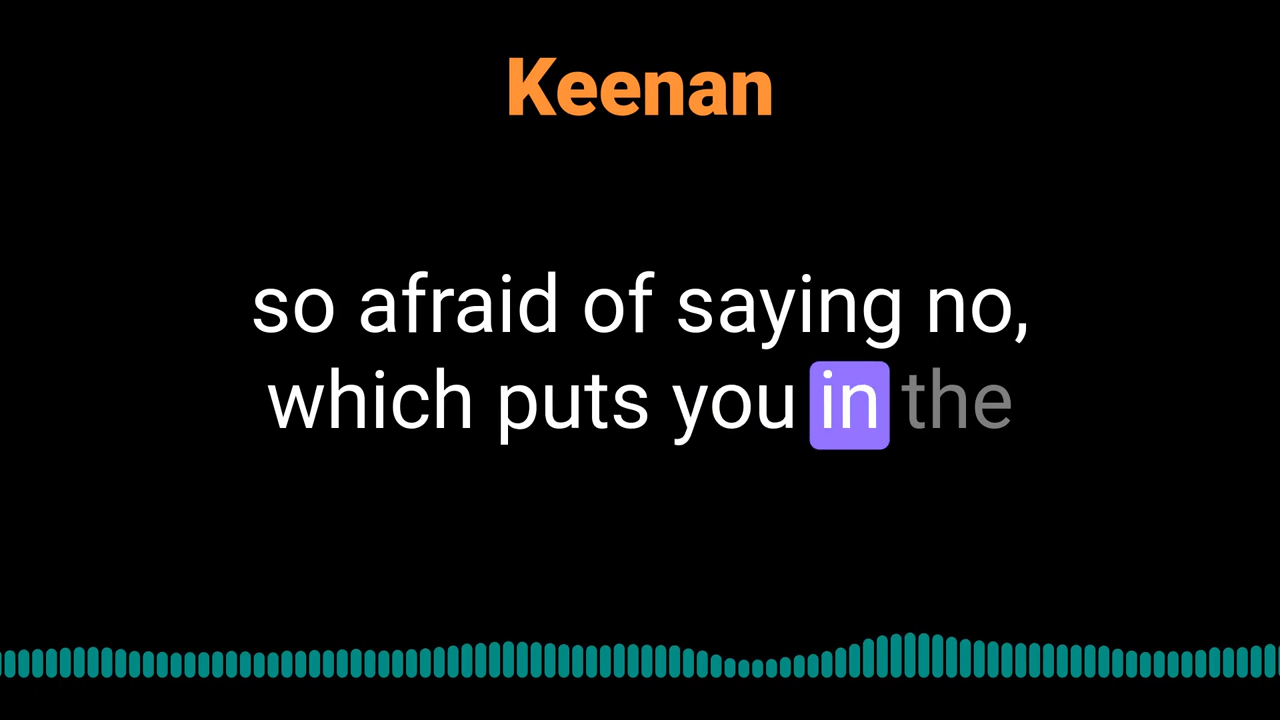 Keenan
so afraid of saying no,
which puts you in the